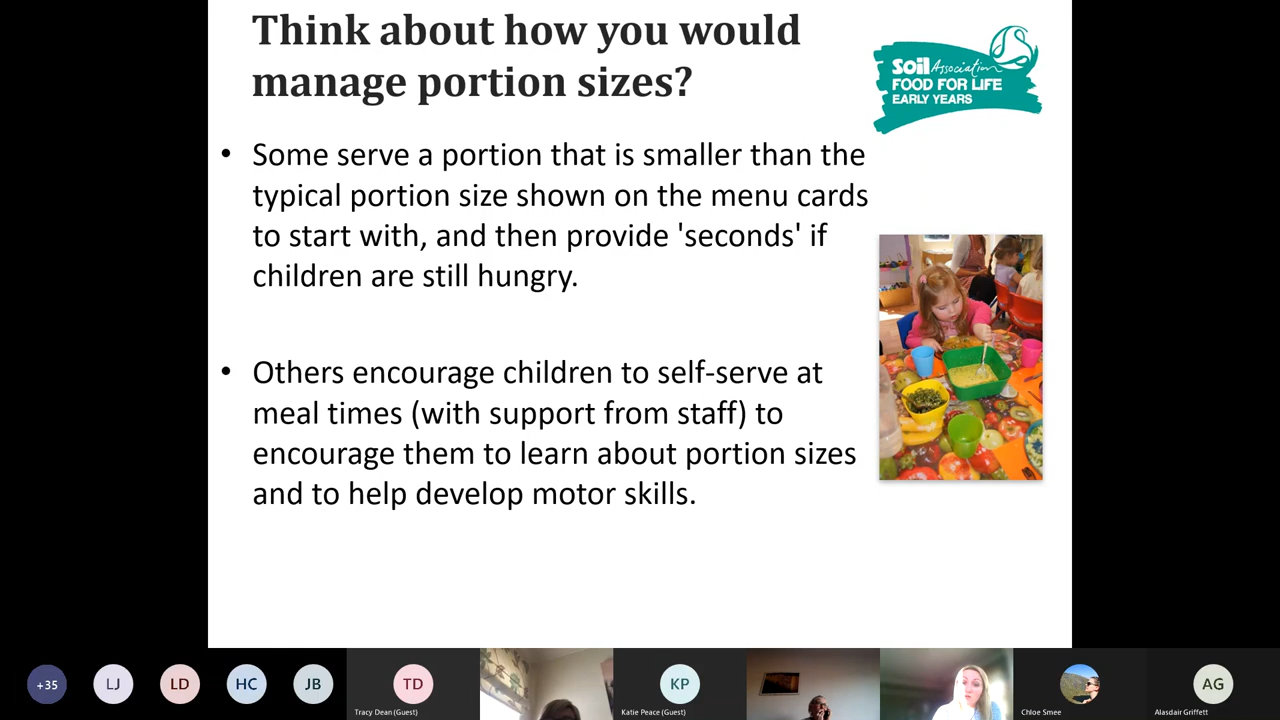 Think about how you would
manage portion sizes?
Soil Association
FOOD FOR LIFE
EARLY YEARS
• Some serve a portion that is smaller than the
typical portion size shown on the menu cards
to start with, and then provide 'seconds' if
children are still hungry.
• Others encourage children to self-serve at
meal times (with support from staff) to
encourage them to learn about portion sizes
and to help develop motor skills.
+35
LJ
LD
HC
JB
TD
KP
AG
Tracy Dean (Guest)
Katie Peace (Guest)
Chloe Smee
Alasdair Griffett